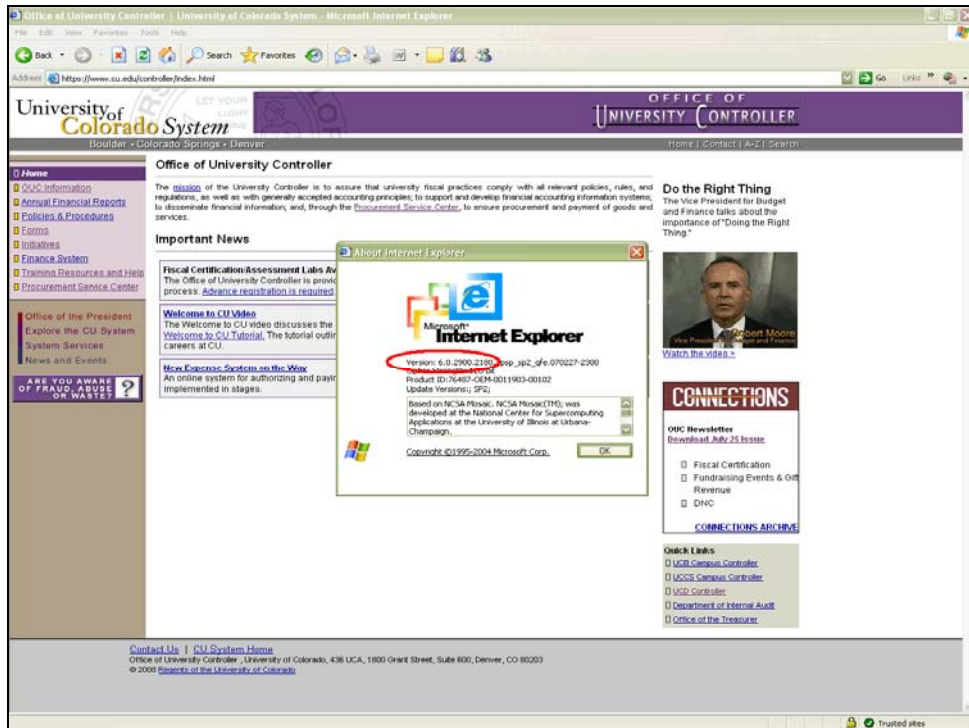 Office of University Controller | University of Colorado System - Microsoft Internet Explorer
File Edit View Favorites Tools Help
Back Search Favorites
Address https://www.cu.edu/controller/index.html Go Links »
University of Colorado System
LET YOUR LIGHT
OFFICE OF
UNIVERSITY CONTROLLER
Boulder • Colorado Springs • Denver
Home | Contact | A-Z | Search
Home
OUC Information
Annual Financial Reports
Policies & Procedures
Forms
Initiatives
Finance System
Training Resources and Help
Procurement Service Center
Office of the President
Explore the CU System
System Services
News and Events
ARE YOU AWARE
OF FRAUD, ABUSE
OR WASTE? ?
Office of University Controller
The mission of the University Controller is to assure that university fiscal practices comply with all relevant policies, rules, and
regulations, as well as with generally accepted accounting principles; to support and develop financial accounting information systems;
to disseminate financial information; and, through the Procurement Service Center, to ensure procurement and payment of goods and
services.
Important News
Fiscal Certification Assessment Labs Av
The Office of University Controller is provid
process. Advance registration is required.
Welcome to CU Video
The Welcome to CU video discusses the
Welcome to CU Tutorial. The tutorial outlin
careers at CU.
New Expense System on the Way
An online system for authorizing and payin
implemented in stages.
About Internet Explorer
Microsoft
Internet Explorer
Version: 6.0.2900.2180.xpsp_sp2_qfe.070227-2300
Product ID:76487-OEM-0011903-00102
Update Versions:; SP2;
Based on NCSA Mosaic. NCSA Mosaic(TM); was
developed at the National Center for Supercomputing
Applications at the University of Illinois at Urbana-
Champaign.
Copyright ©1995-2004 Microsoft Corp.
OK
Do the Right Thing
The Vice President for Budget
and Finance talks about the
importance of "Doing the Right
Thing."
Robert Moore
Vice President, Budget and Finance
Watch the video »
CONNECTIONS
OUC Newsletter
Download July 25 Issue
Fiscal Certification
Fundraising Events & Gift
Revenue
DNC
CONNECTIONS ARCHIVE
Quick Links
UCB Campus Controller
UCCS Campus Controller
UCD Controller
Department of Internal Audit
Office of the Treasurer
Contact Us | CU System Home
Office of University Controller , University of Colorado, 436 UCA, 1800 Grant Street, Suite 600, Denver, CO 80203
© 2008 Regents of the University of Colorado
Trusted sites